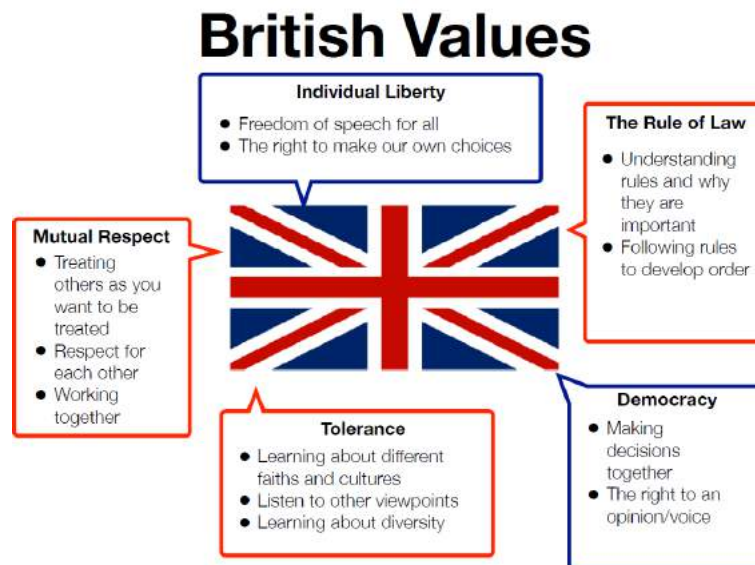 British Values
Individual Liberty
● Freedom of speech for all
● The right to make our own choices
The Rule of Law
● Understanding
rules and why
they are
important
● Following rules
to develop order
Mutual Respect
● Treating
others as you
want to be
treated
● Respect for
each other
● Working
together
Tolerance
● Learning about different
faiths and cultures
● Listen to other viewpoints
● Learning about diversity
Democracy
● Making
decisions
together
● The right to an
opinion/voice